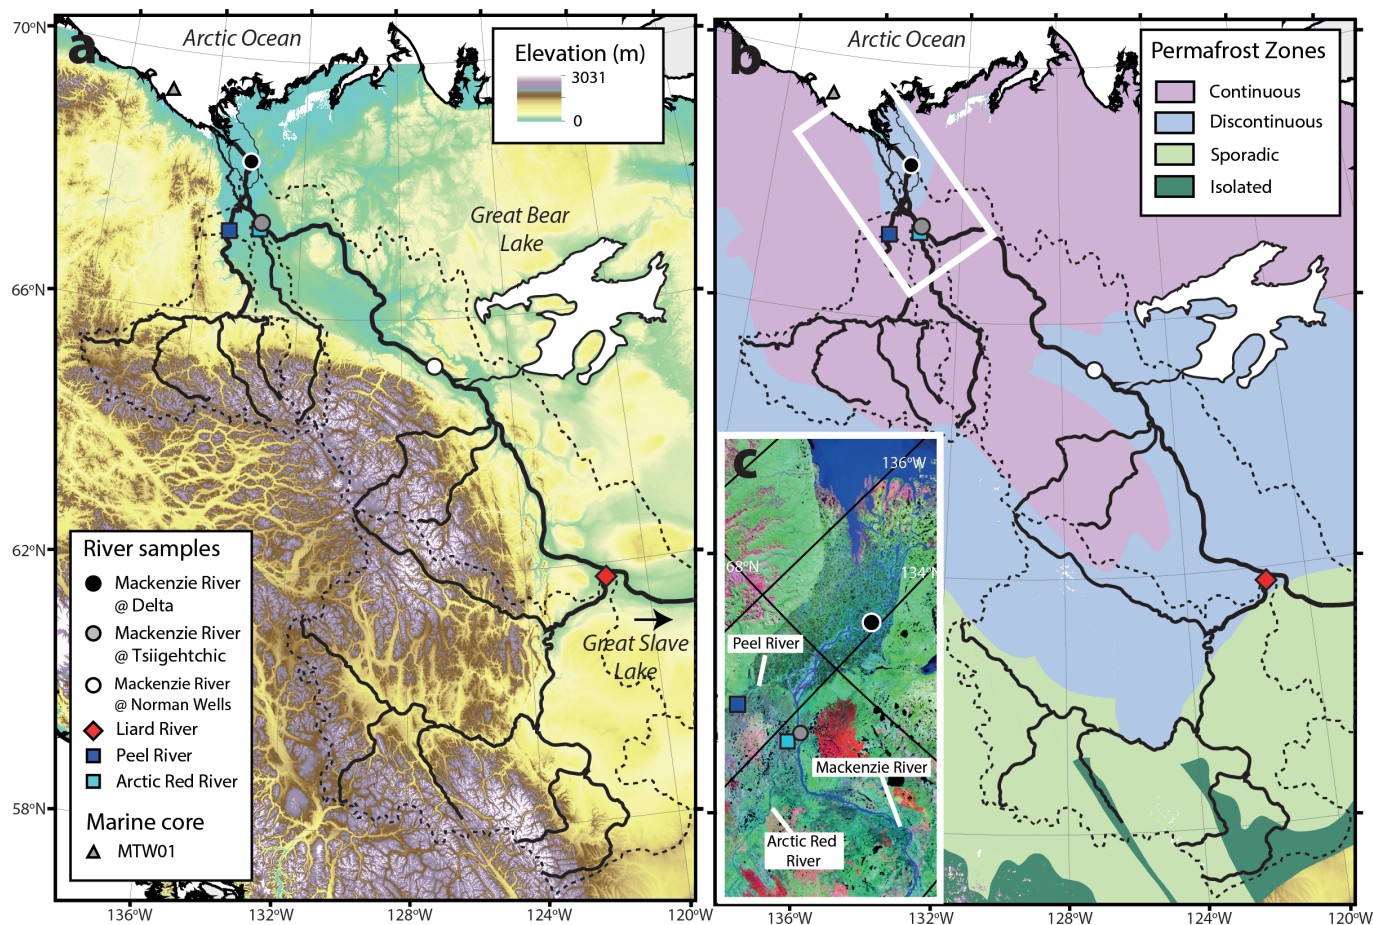 a
Arctic Ocean
Elevation (m)
3031
0
Great Bear
Lake
Great Slave
Lake
River samples
Mackenzie River
@ Delta
Mackenzie River
@ Tsiigehtchic
Mackenzie River
@ Norman Wells
Liard River
Peel River
Arctic Red River
Marine core
MTW01
70°N
66°N
62°N
58°N
136°W
132°W
128°W
124°W
120°W
b
Arctic Ocean
Permafrost Zones
Continuous
Discontinuous
Sporadic
Isolated
c
136°W
68°N
134°
Peel River
Mackenzie River
Arctic Red
River
136°W
132°W
128°W
124°W
120°W